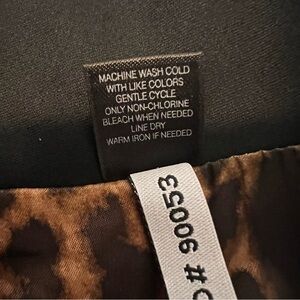 MACHINE WASH COLD
WITH LIKE COLORS
GENTLE CYCLE
ONLY NON-CHLORINE
BLEACH WHEN NEEDED
LINE DRY
WARM IRON IF NEEDED
# 90053